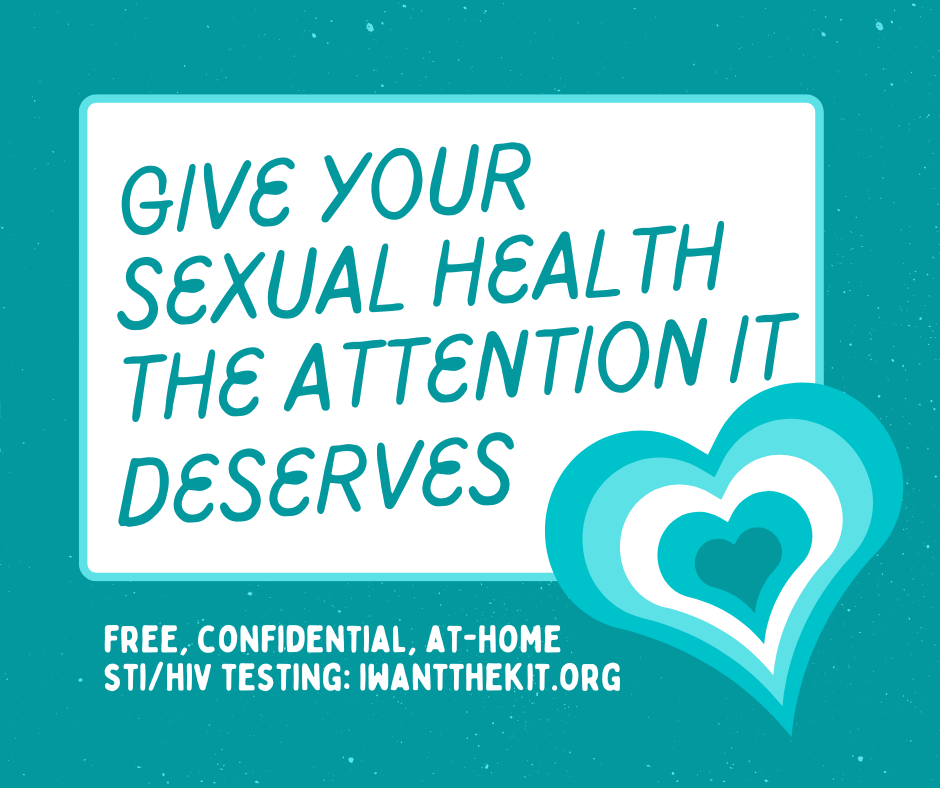 GIVE YOUR
SEXUAL HEALTH
THE ATTENTION IT
DESERVES
FREE, CONFIDENTIAL, AT-HOME
STI/HIV TESTING: IWANTTHEKIT.ORG